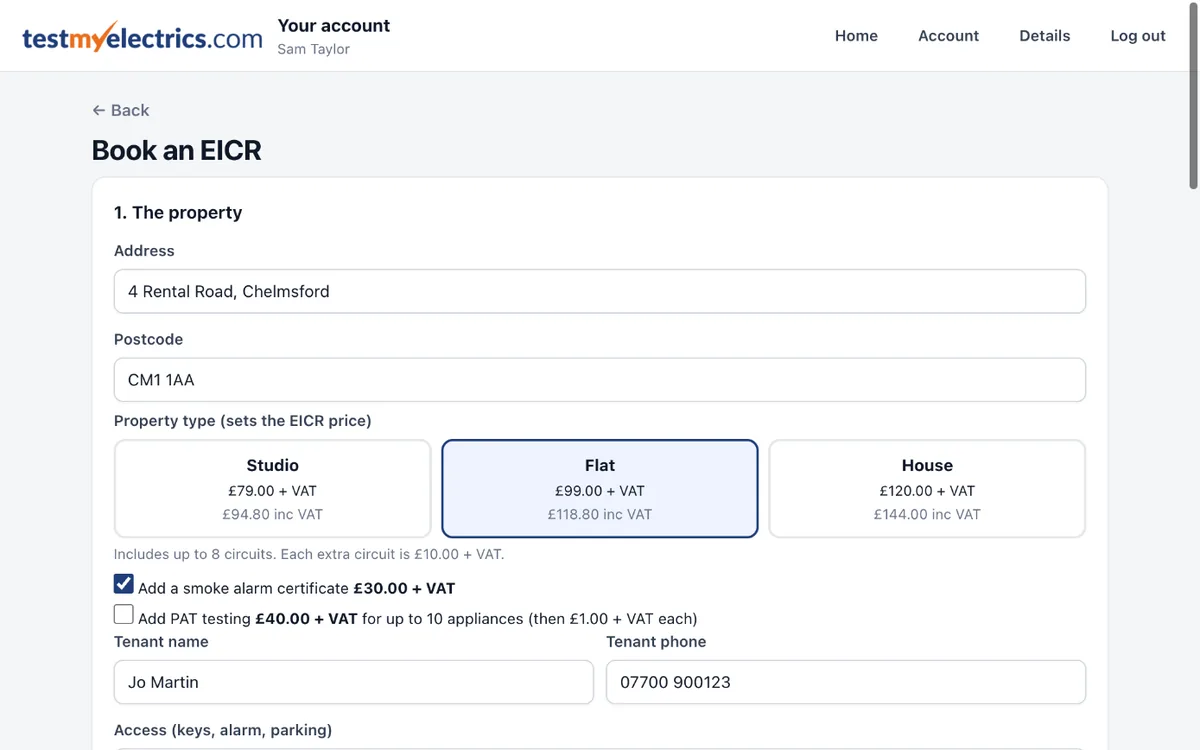 testmyelectrics.com
Your account
Sam Taylor
Home Account Details Log out
← Back
Book an EICR
1. The property
Address
4 Rental Road, Chelmsford
Postcode
CM1 1AA
Property type (sets the EICR price)
Studio
£79.00 + VAT
£94.80 inc VAT
Flat
£99.00 + VAT
£118.80 inc VAT
House
£120.00 + VAT
£144.00 inc VAT
Includes up to 8 circuits. Each extra circuit is £10.00 + VAT.
Add a smoke alarm certificate £30.00 + VAT
Add PAT testing £40.00 + VAT for up to 10 appliances (then £1.00 + VAT each)
Tenant name
Jo Martin
Tenant phone
07700 900123
Access (keys, alarm, parking)